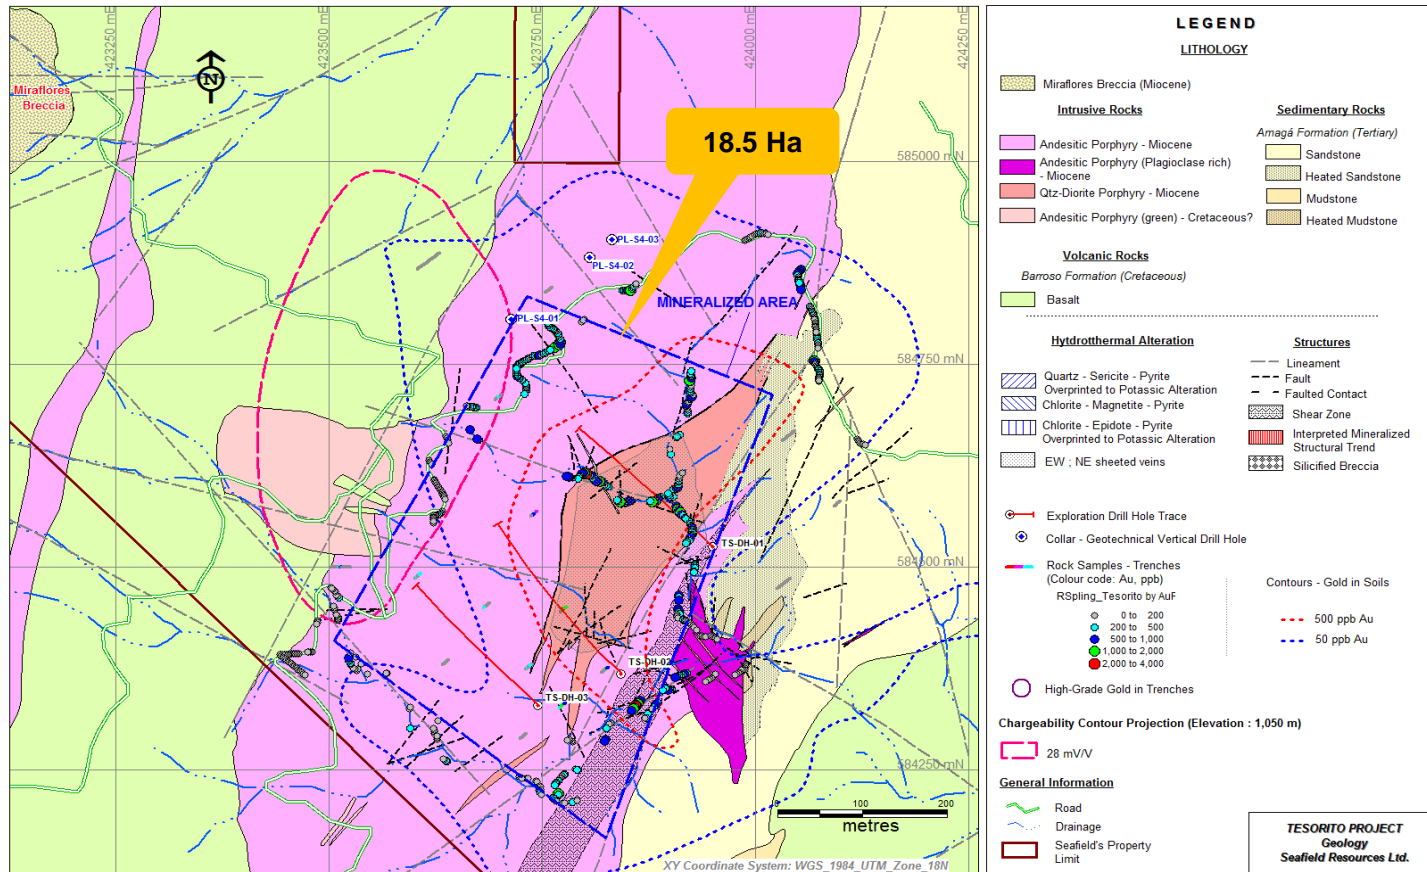 423250 mE
423500 mE
423750 mE
424000 mE
424250 mE
N
Miraflores
Breccia
18.5 Ha
585000 mN
PL-S4-03
PL-S4-02
MINERALIZED AREA
PL-S4-01
584750 mN
TS-DH-01
584500 mN
TS-DH-02
TS-DH-03
584250 mN
0 100 200
metres
XY Coordinate System: WGS_1984_UTM_Zone_18N
LEGEND
LITHOLOGY
Miraflores Breccia (Miocene)
Intrusive Rocks
Andesitic Porphyry - Miocene
Andesitic Porphyry (Plagioclase rich)
- Miocene
Qtz-Diorite Porphyry - Miocene
Andesitic Porphyry (green) - Cretaceous?
Sedimentary Rocks
Amagá Formation (Tertiary)
Sandstone
Heated Sandstone
Mudstone
Heated Mudstone
Volcanic Rocks
Barroso Formation (Cretaceous)
Basalt
Hytdrotthermal Alteration
Quartz - Sericite - Pyrite
Overprinted to Potassic Alteration
Chlorite - Magnetite - Pyrite
Chlorite - Epidote - Pyrite
Overprinted to Potassic Alteration
EW ; NE sheeted veins
Structures
Lineament
Fault
Faulted Contact
Shear Zone
Interpreted Mineralized
Structural Trend
Silicified Breccia
Exploration Drill Hole Trace
Collar - Geotechnical Vertical Drill Hole
Rock Samples - Trenches
(Colour code: Au, ppb)
RSpling_Tesorito by AuF
0 to 200
200 to 500
500 to 1,000
1,000 to 2,000
2,000 to 4,000
Contours - Gold in Soils
500 ppb Au
50 ppb Au
High-Grade Gold in Trenches
Chargeability Contour Projection (Elevation : 1,050 m)
28 mV/V
General Information
Road
Drainage
Seafield's Property
Limit
TESORITO PROJECT
Geology
Seafield Resources Ltd.